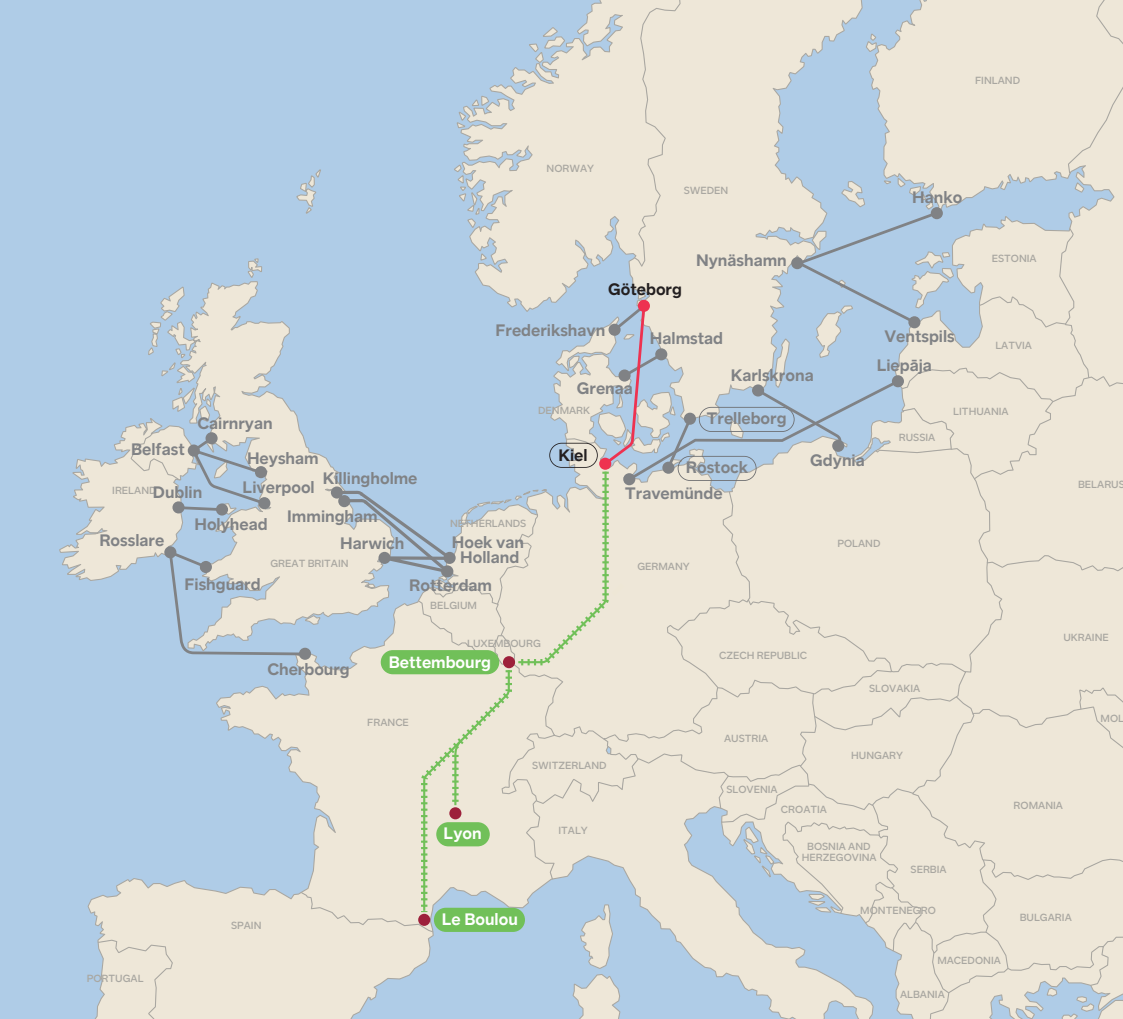 FINLAND
NORWAY
SWEDEN
Hanko
Nynäshamn
ESTONIA
Göteborg
Frederikshavn
Halmstad
Ventspils
LATVIA
Liepāja
Karlskrona
Grenaa
DENMARK
LITHUANIA
Trelleborg
RUSSIA
Cairnryan
Belfast
Kiel
Gdynia
Heysham
Rostock
Killingholme
BELARUS
Liverpool
IRELAND
Dublin
Travemünde
Immingham
Holyhead
NETHERLANDS
Rosslare
Harwich
Hoek van
Holland
POLAND
GREAT BRITAIN
GERMANY
Fishguard
Rotterdam
BELGIUM
UKRAINE
LUXEMBOURG
CZECH REPUBLIC
Bettembourg
Cherbourg
SLOVAKIA
MOL
FRANCE
AUSTRIA
HUNGARY
SWITZERLAND
SLOVENIA
CROATIA
ROMANIA
Lyon
ITALY
BOSNIA AND
HERZEGOVINA
SERBIA
MONTENEGRO
Le Boulou
BULGARIA
SPAIN
MACEDONIA
PORTUGAL
ALBANIA